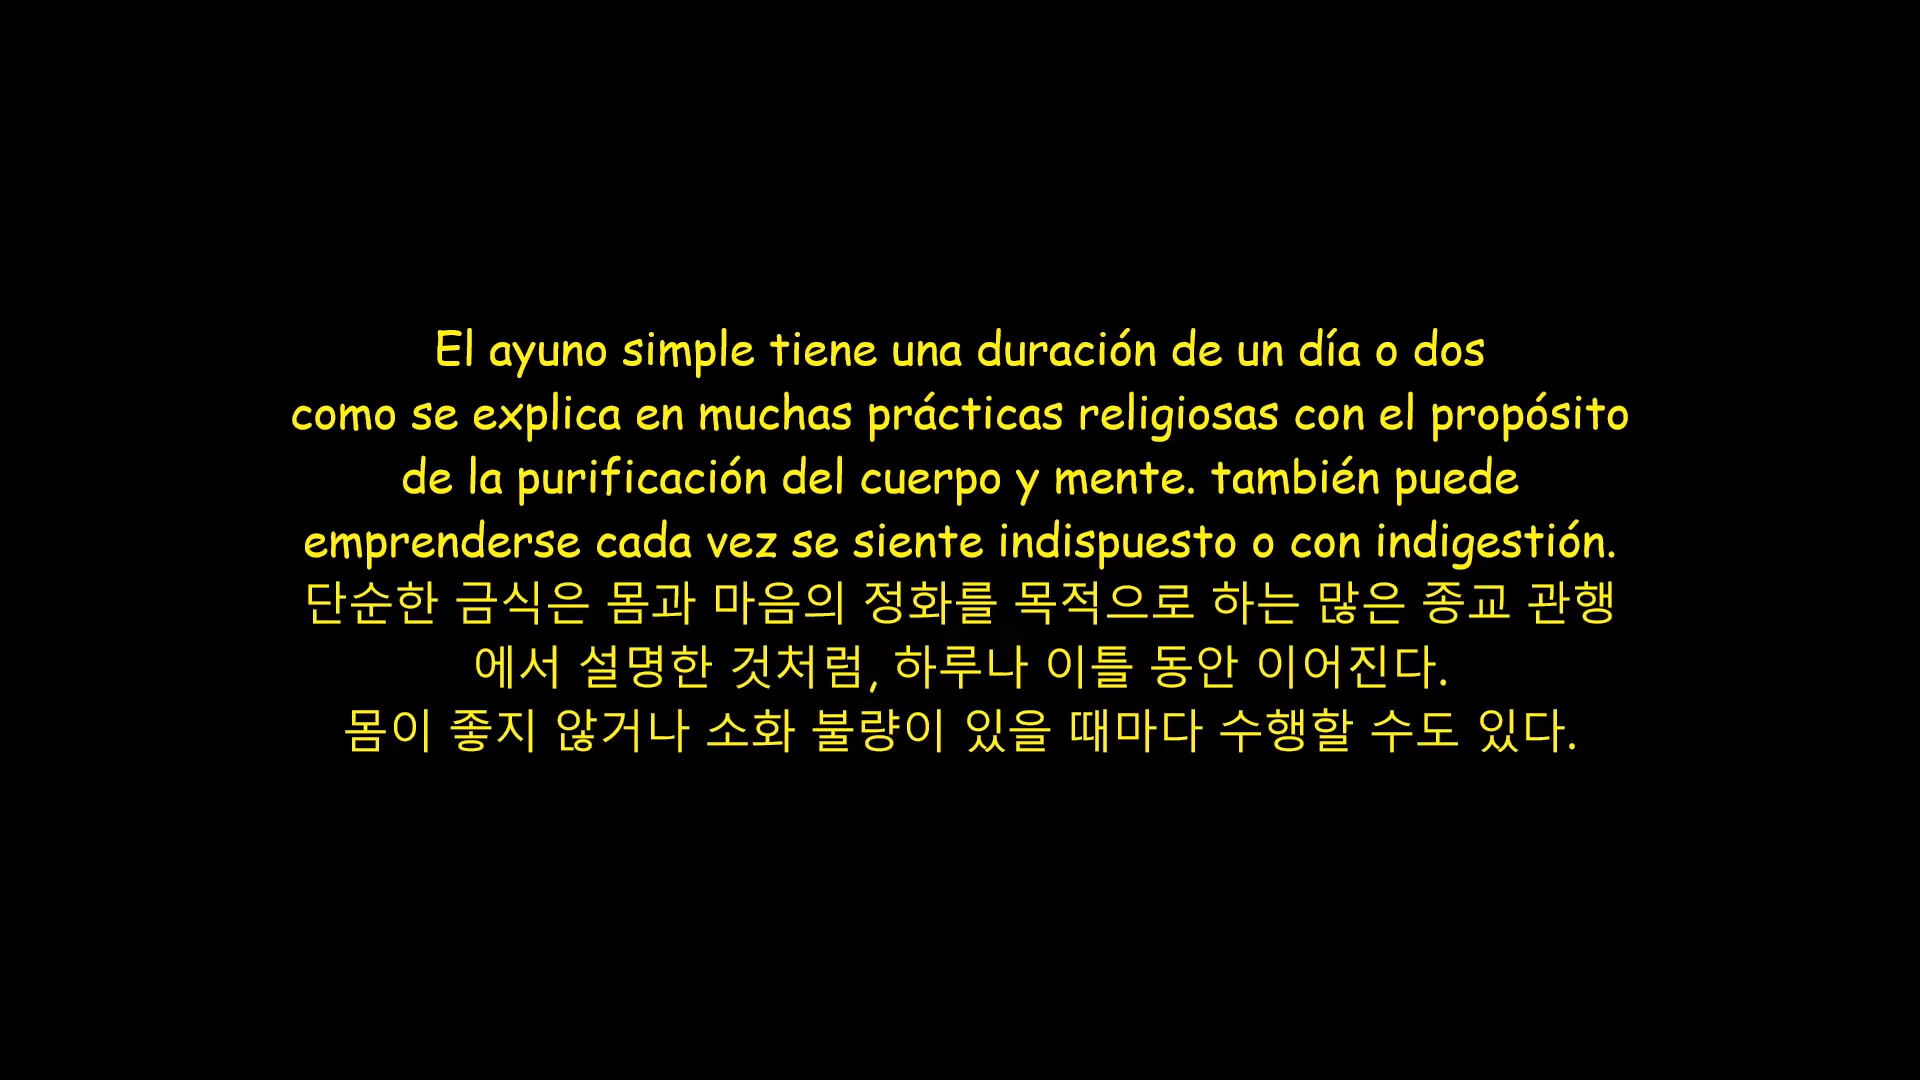 El ayuno simple tiene una duración de un día o dos
como se explica en muchas prácticas religiosas con el propósito
de la purificación del cuerpo y mente. también puede
emprenderse cada vez se siente indispuesto o con indigestión.
단순한 금식은 몸과 마음의 정화를 목적으로 하는 많은 종교 관행
에서 설명한 것처럼, 하루나 이틀 동안 이어진다.
몸이 좋지 않거나 소화 불량이 있을 때마다 수행할 수도 있다.